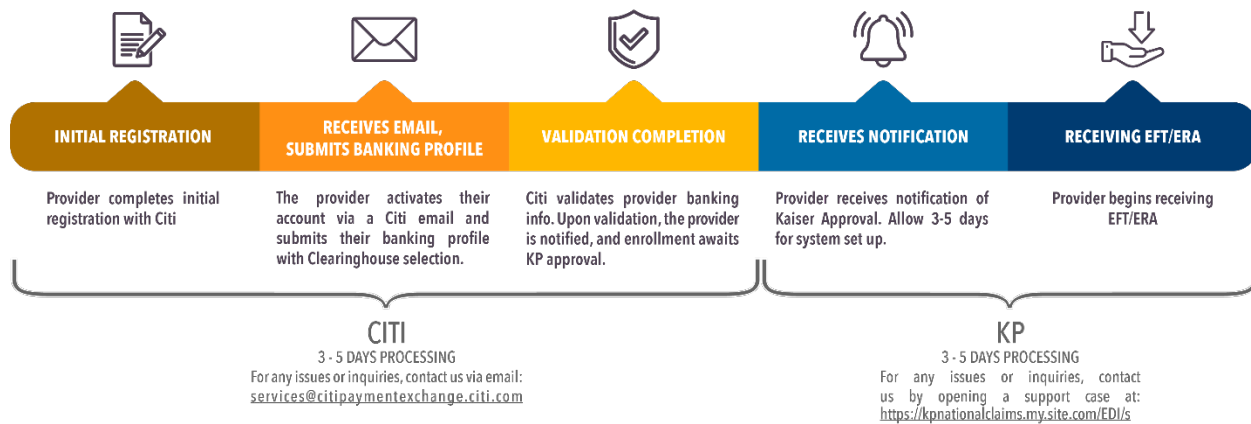 INITIAL REGISTRATION
RECEIVES EMAIL,
SUBMITS BANKING PROFILE
VALIDATION COMPLETION
RECEIVES NOTIFICATION
RECEIVING EFT/ERA
Provider completes initial
registration with Citi
The provider activates their
account via a Citi email and
submits their banking profile
with Clearinghouse selection.
Citi validates provider banking
info. Upon validation, the provider
is notified, and enrollment awaits
KP approval.
Provider receives notification of
Kaiser Approval. Allow 3-5 days
for system set up.
Provider begins receiving
EFT/ERA
CITI
3 - 5 DAYS PROCESSING
For any issues or inquiries, contact us via email:
services@citipaymentexchange.citi.com
KP
3 - 5 DAYS PROCESSING
For any issues or inquiries, contact
us by opening a support case at:
https://kpnationalclaims.my.site.com/EDI/s